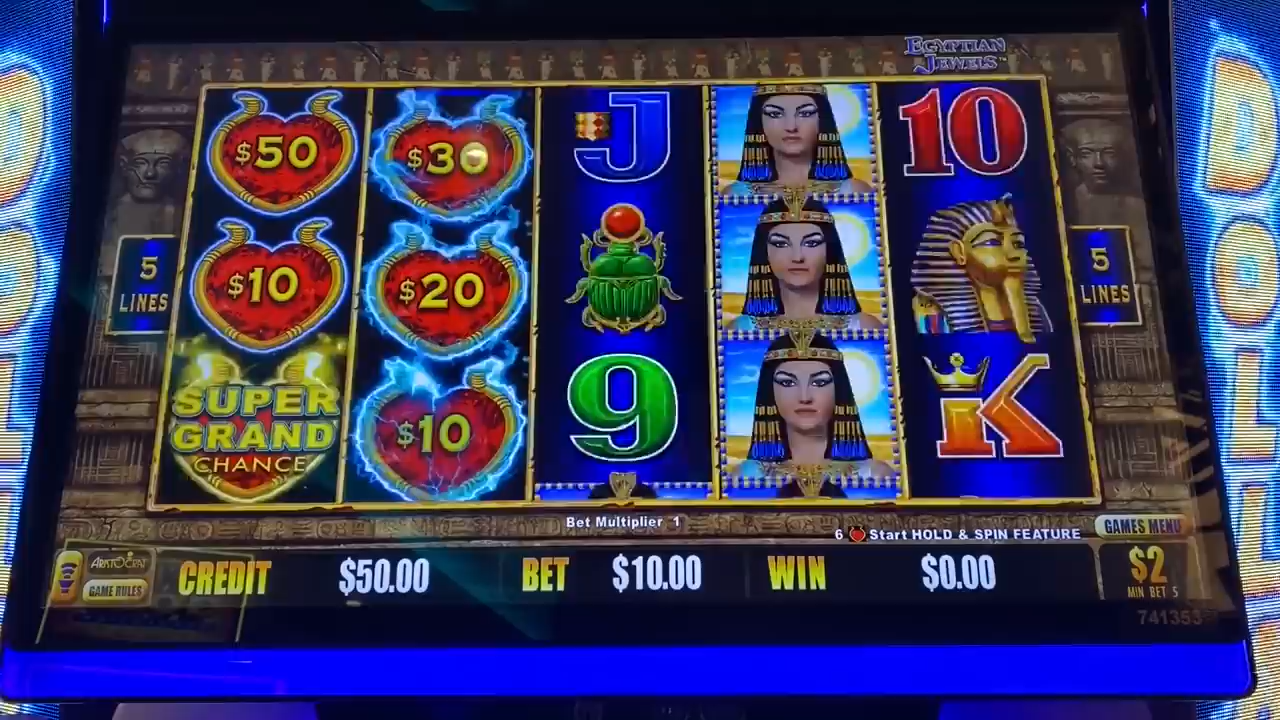 EGYPTIAN
JEWELS™
$50
$30
J
10
$10
$20
5
LINES
5
LINES
SUPER
GRAND
CHANCE
$10
9
K
Bet Multiplier 1
6 Start HOLD & SPIN FEATURE
GAMES MENU
ARISTOCRAT
GAME RULES
CREDIT
$50.00
BET
$10.00
WIN
$0.00
$2
MIN BET 5